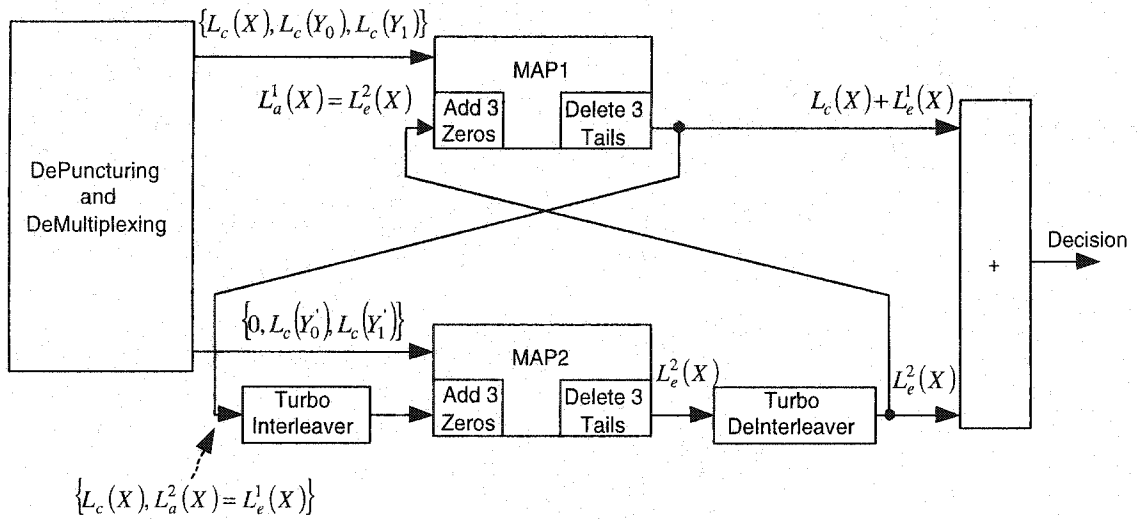 {L_c(X), L_c(Y_0), L_c(Y_1)}
MAP1
L_a^1(X) = L_e^2(X)
Add 3
Zeros
Delete 3
Tails
L_c(X) + L_e^1(X)
DePuncturing
and
DeMultiplexing
+
Decision
{0, L_c(Y_0'), L_c(Y_1')}
MAP2
Add 3
Zeros
Delete 3
Tails
L_e^2(X)
L_e^2(X)
Turbo
Interleaver
Turbo
DeInterleaver
{L_c(X), L_a^2(X) = L_e^1(X)}